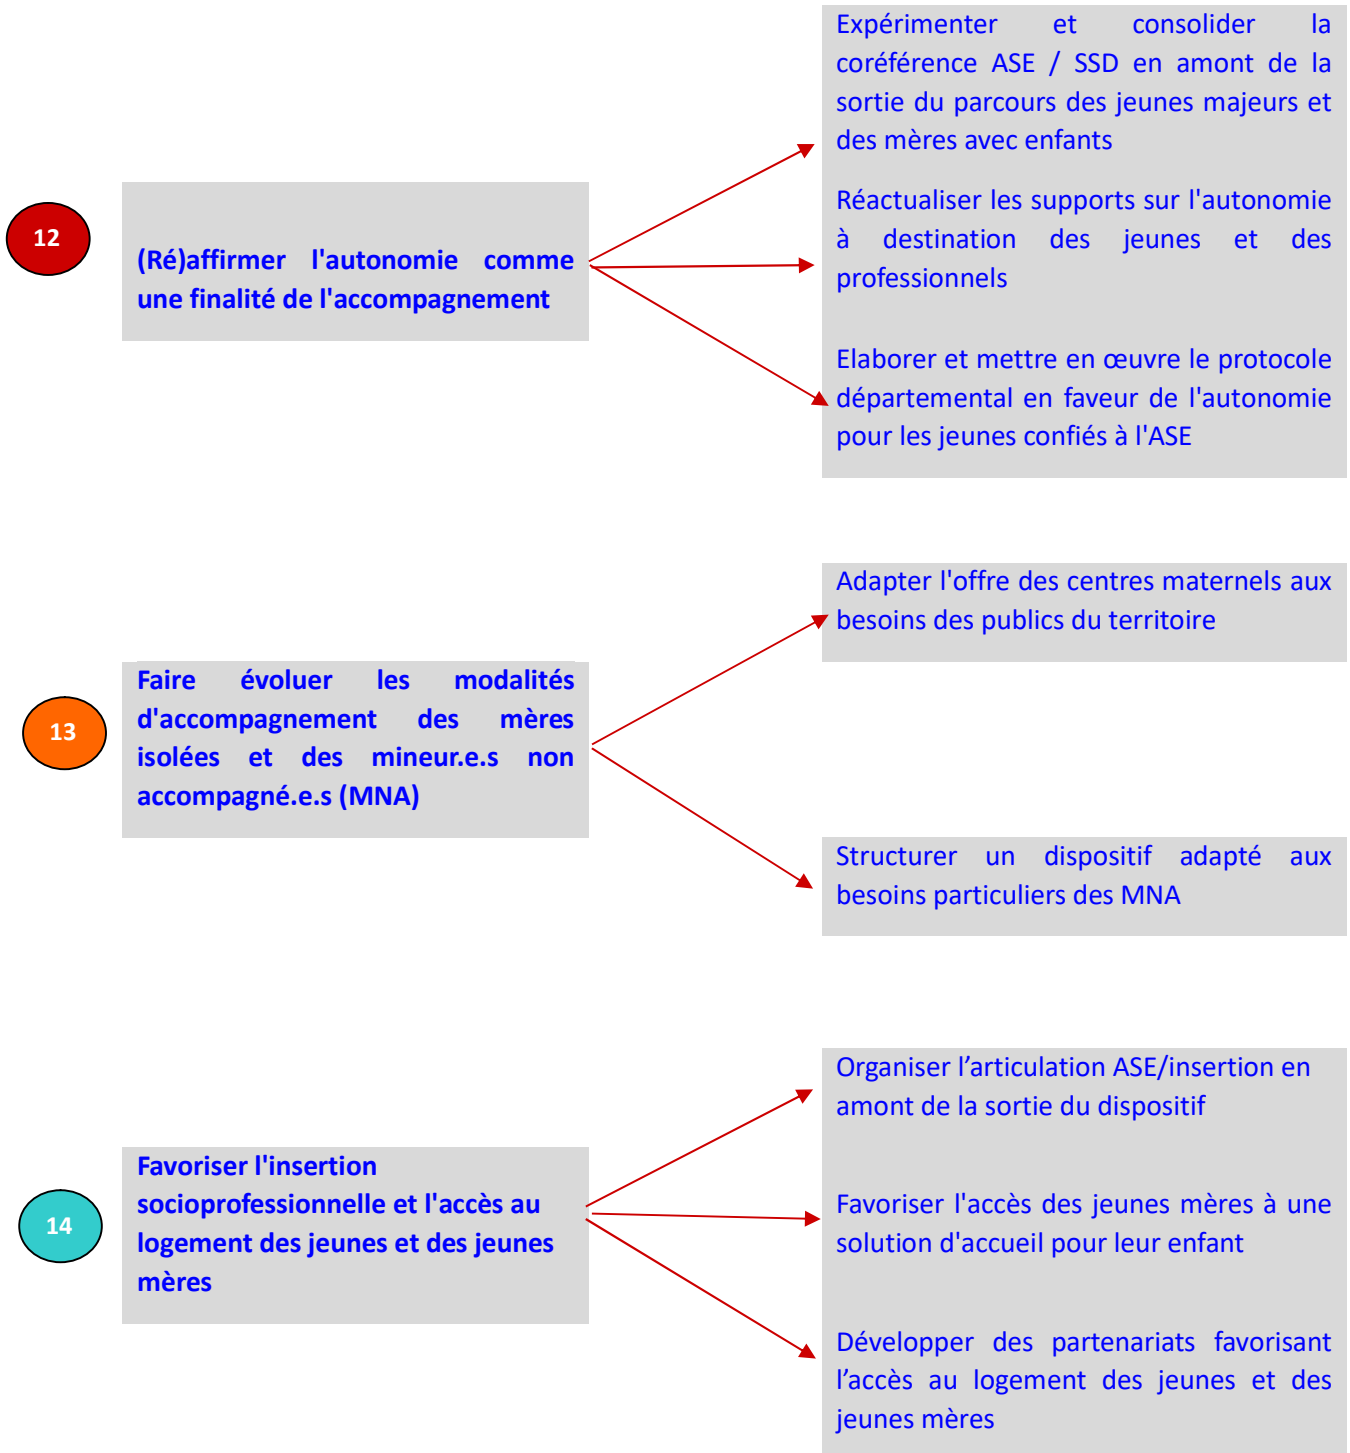 12
(Ré)affirmer l'autonomie comme
une finalité de l'accompagnement
Expérimenter et consolider la
coréférence ASE / SSD en amont de la
sortie du parcours des jeunes majeurs et
des mères avec enfants
Réactualiser les supports sur l'autonomie
à destination des jeunes et des
professionnels
Elaborer et mettre en œuvre le protocole
départemental en faveur de l'autonomie
pour les jeunes confiés à l'ASE
13
Faire évoluer les modalités
d'accompagnement des mères
isolées et des mineur.e.s non
accompagné.e.s (MNA)
Adapter l'offre des centres maternels aux
besoins des publics du territoire
Structurer un dispositif adapté aux
besoins particuliers des MNA
14
Favoriser l'insertion
socioprofessionnelle et l'accès au
logement des jeunes et des jeunes
mères
Organiser l’articulation ASE/insertion en
amont de la sortie du dispositif
Favoriser l'accès des jeunes mères à une
solution d'accueil pour leur enfant
Développer des partenariats favorisant
l’accès au logement des jeunes et des
jeunes mères